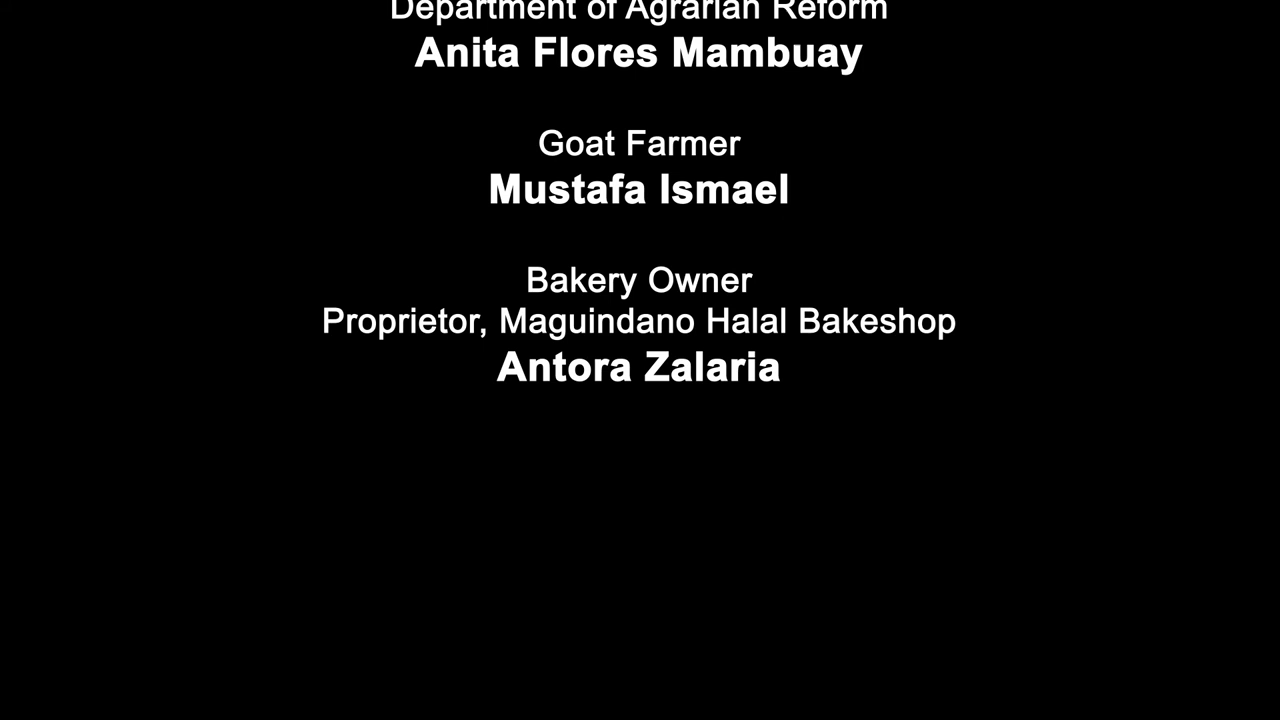 Department of Agrarian Reform
Anita Flores Mambuay
Goat Farmer
Mustafa Ismael
Bakery Owner
Proprietor, Maguindano Halal Bakeshop
Antora Zalaria